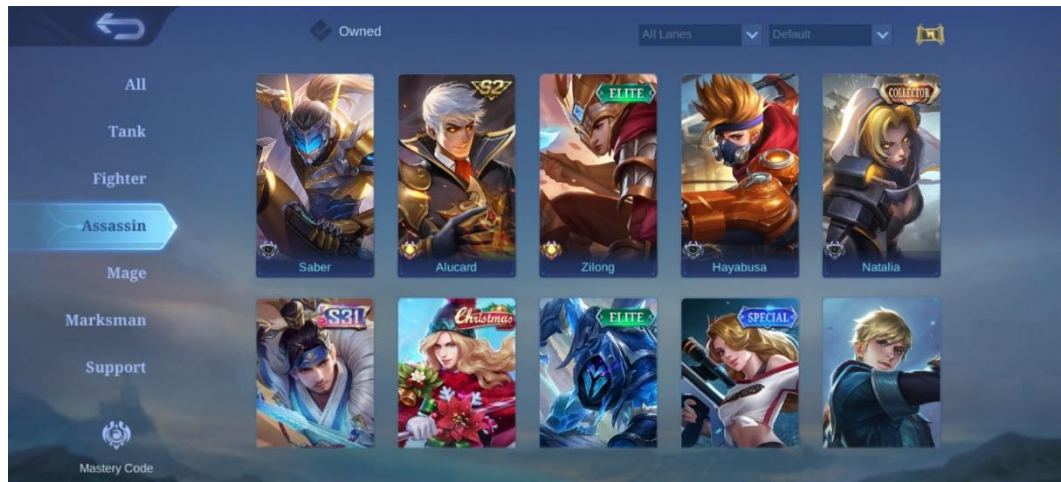 Owned
All Lanes
Default
All
Tank
Fighter
Assassin
Mage
Marksman
Support
Mastery Code
S27
ELITE
COLLECTOR
Saber
Alucard
Zilong
Hayabusa
Natalia
S31
Christmas
ELITE
SPECIAL